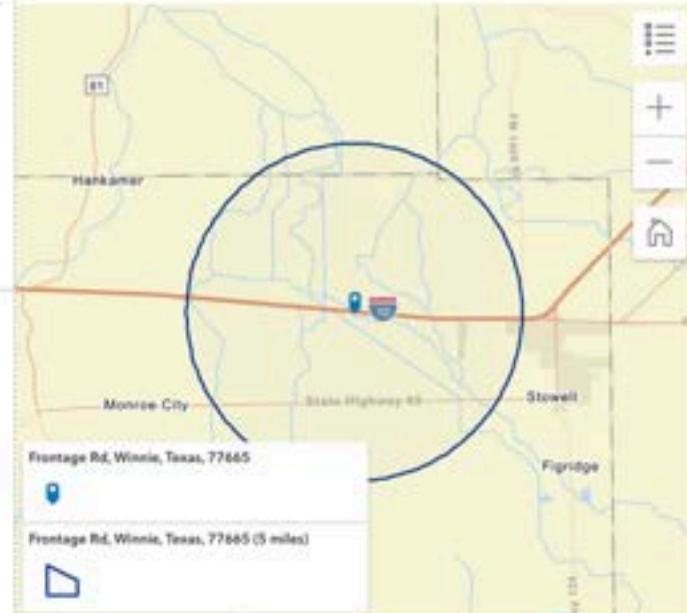 61
Hankamer
10
Monroe City
State Highway 65
Stowell
Figridge
Frontage Rd, Winnie, Texas, 77665
Frontage Rd, Winnie, Texas, 77665 (5 miles)